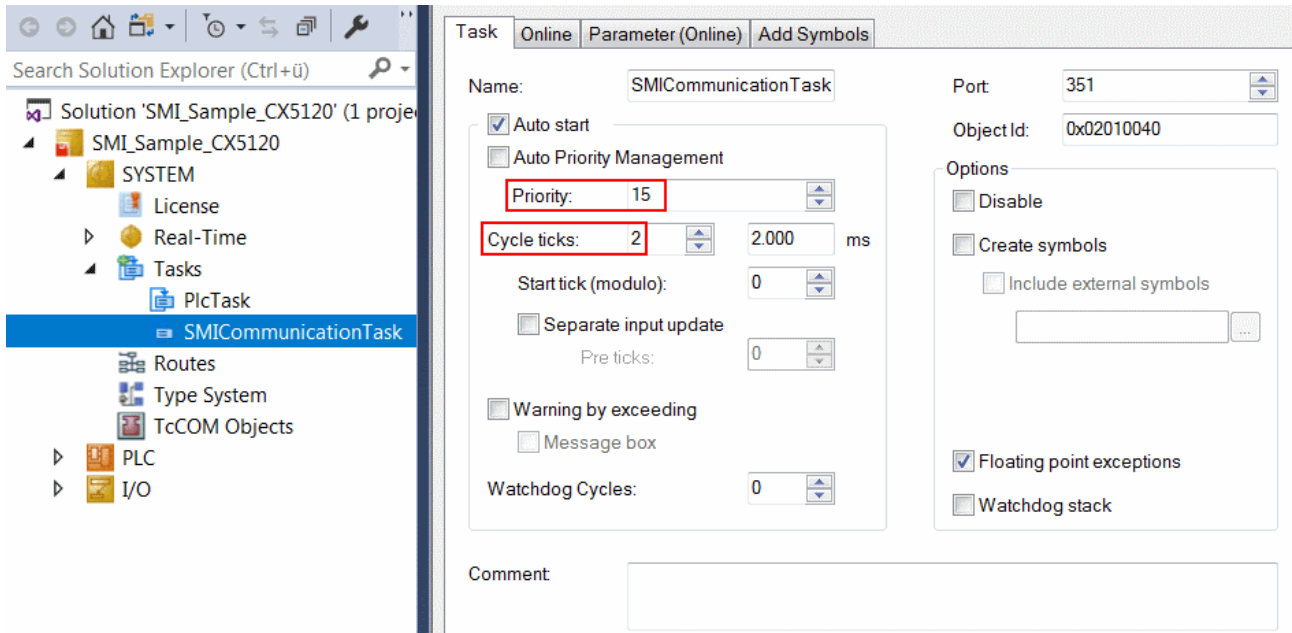 Search Solution Explorer (Ctrl+ü)
Solution 'SMI_Sample_CX5120' (1 proje
SMI_Sample_CX5120
SYSTEM
License
Real-Time
Tasks
PlcTask
SMICommunicationTask
Routes
Type System
TcCOM Objects
PLC
I/O
Task Online Parameter (Online) Add Symbols
Name: SMICommunicationTask
Auto start
Auto Priority Management
Priority: 15
Cycle ticks: 2 2.000 ms
Start tick (modulo): 0
Separate input update
Pre ticks: 0
Warning by exceeding
Message box
Watchdog Cycles: 0
Port: 351
Object Id: 0x02010040
Options
Disable
Create symbols
Include external symbols
...
Floating point exceptions
Watchdog stack
Comment: